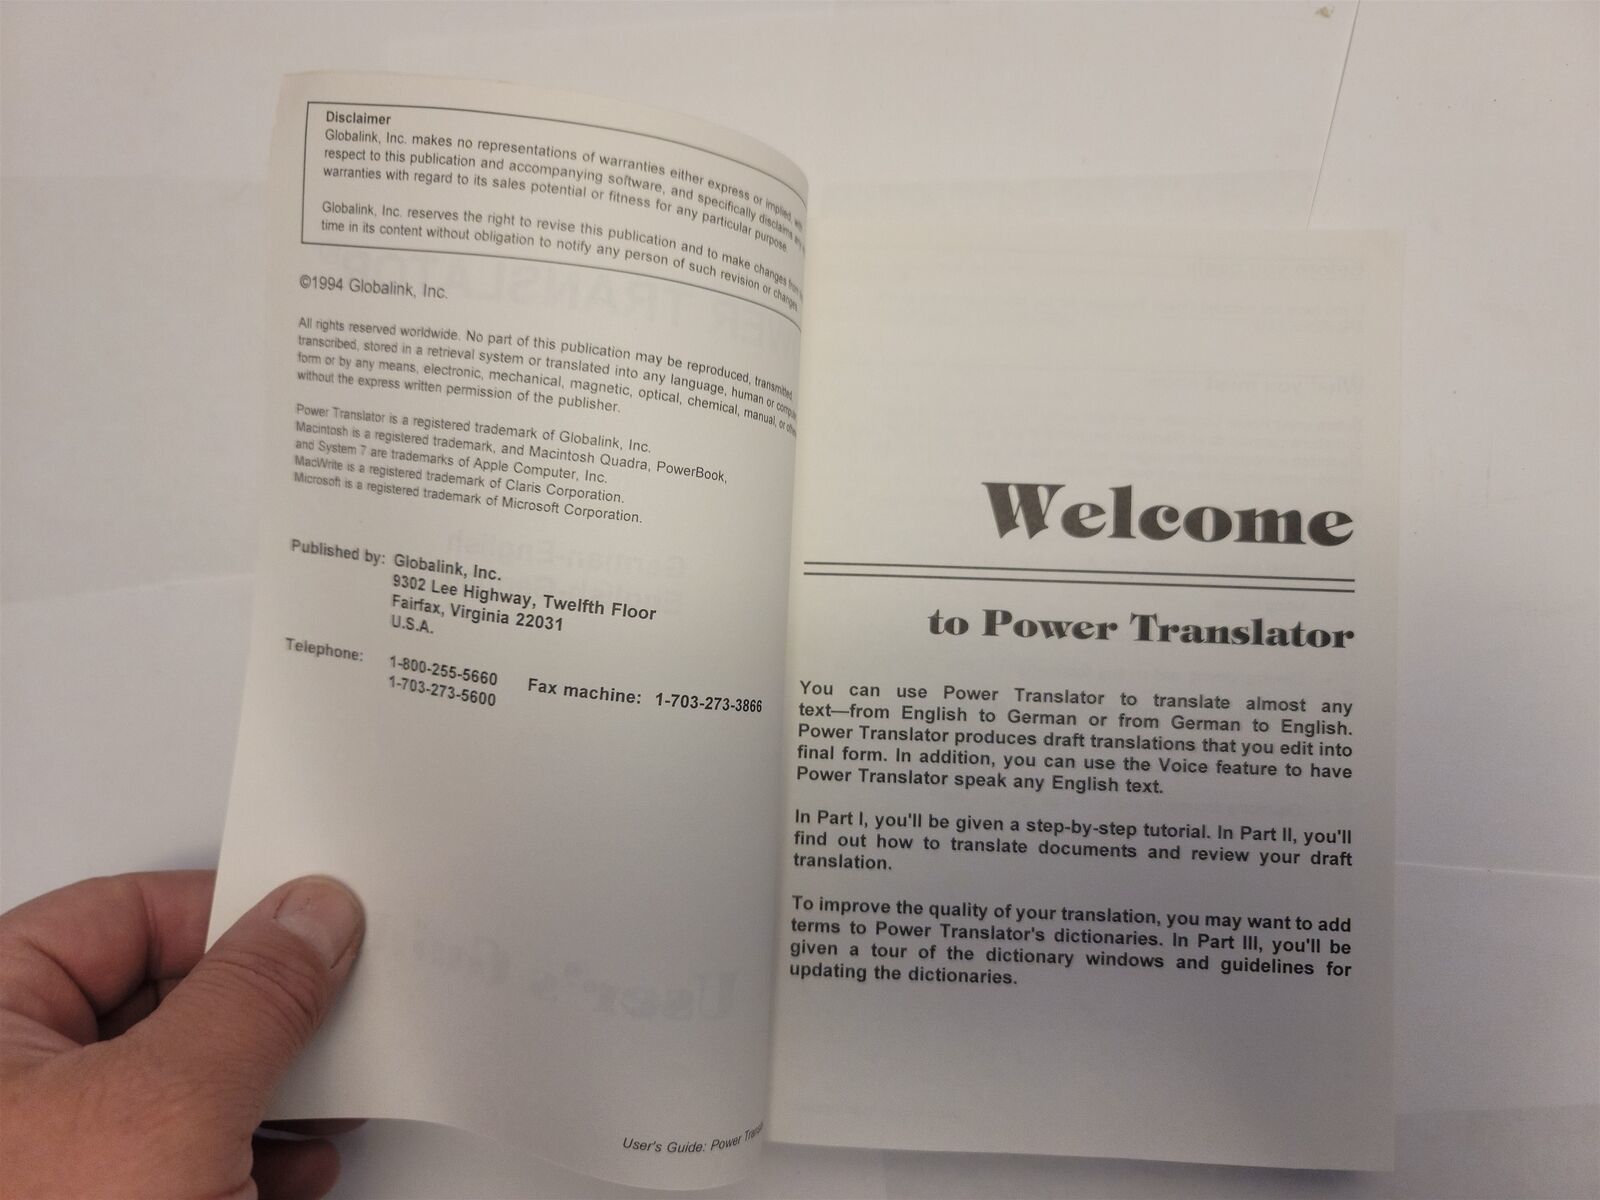 Disclaimer
Globalink, Inc. makes no representations of warranties either express or implied, with
respect to this publication and accompanying software, and specifically disclaims any
warranties with regard to its sales potential or fitness for any particular purpose.
Globalink, Inc. reserves the right to revise this publication and to make changes from
time in its content without obligation to notify any person of such revision or changes.
©1994 Globalink, Inc.
All rights reserved worldwide. No part of this publication may be reproduced, transmitted,
transcribed, stored in a retrieval system or translated into any language, human or
form or by any means, electronic, mechanical, magnetic, optical, chemical, manual, or
without the express written permission of the publisher.
Power Translator is a registered trademark of Globalink, Inc.
Macintosh is a registered trademark, and Macintosh Quadra, PowerBook,
and System 7 are trademarks of Apple Computer, Inc.
MacWrite is a registered trademark of Claris Corporation.
Microsoft is a registered trademark of Microsoft Corporation.
Published by: Globalink, Inc.
9302 Lee Highway, Twelfth Floor
Fairfax, Virginia 22031
U.S.A.
Telephone: 1-800-255-5660
1-703-273-5600 Fax machine: 1-703-273-3866
User's Guide: Power
Welcome
to Power Translator
You can use Power Translator to translate almost any
text—from English to German or from German to English.
Power Translator produces draft translations that you edit into
final form. In addition, you can use the Voice feature to have
Power Translator speak any English text.
In Part I, you'll be given a step-by-step tutorial. In Part II, you'll
find out how to translate documents and review your draft
translation.
To improve the quality of your translation, you may want to add
terms to Power Translator's dictionaries. In Part III, you'll be
given a tour of the dictionary windows and guidelines for
updating the dictionaries.